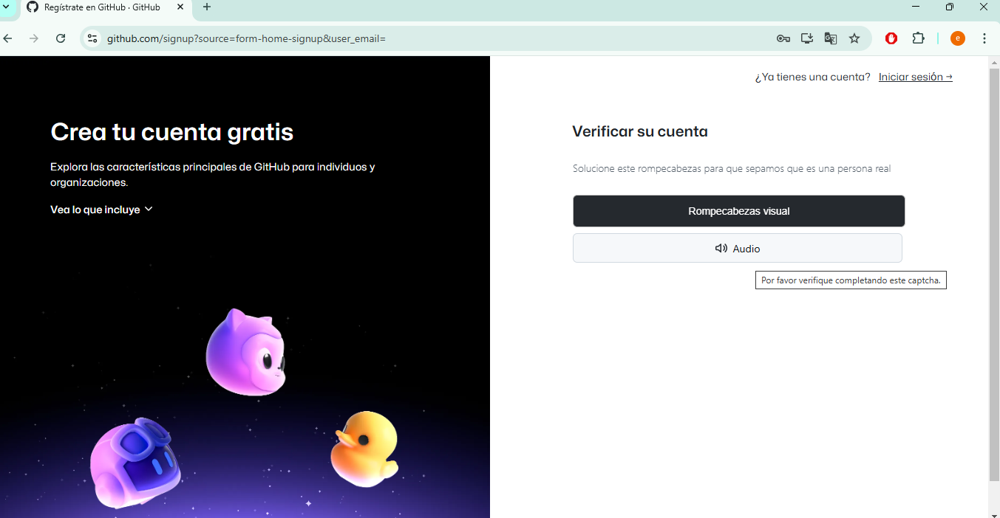 Regístrate en GitHub · GitHub
github.com/signup?source=form-home-signup&user_email=
e
¿Ya tienes una cuenta? Iniciar sesión →
Crea tu cuenta gratis
Explora las características principales de GitHub para individuos y
organizaciones.
Vea lo que incluye
Verificar su cuenta
Solucione este rompecabezas para que sepamos que es una persona real
Rompecabezas visual
Audio
Por favor verifique completando este captcha.